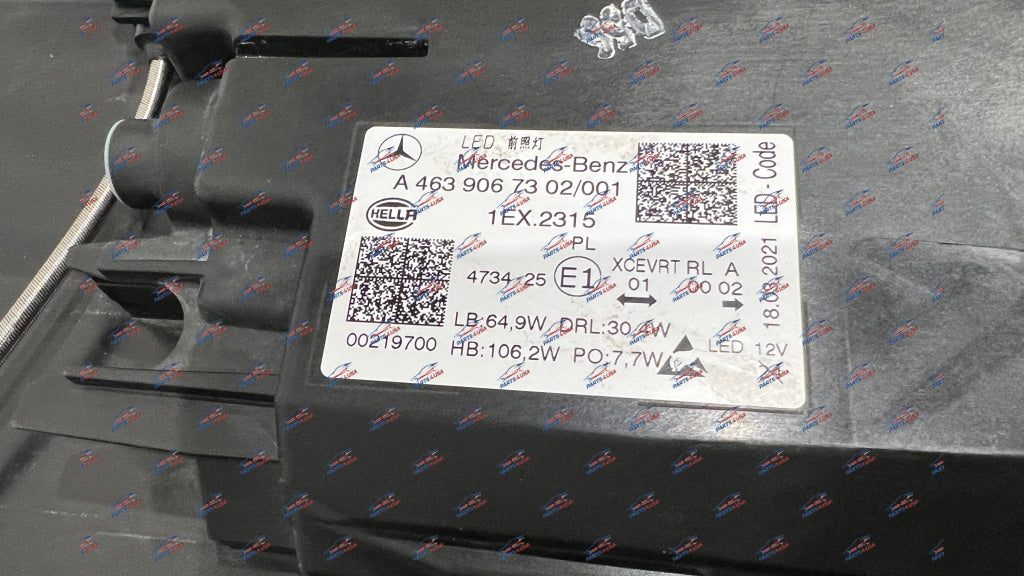 LED 前照灯
Mercedes-Benz
A 463 906 73 02/001
HELLA
1EX.2315
PL
4734 25 E1 XCEVRT RL A
01 00 02
LB:64,9W DRL:30,4W
00219700 HB:106,2W PO:7,7W LED 12V
LED - Code
18.03.2021
PARTS4USA